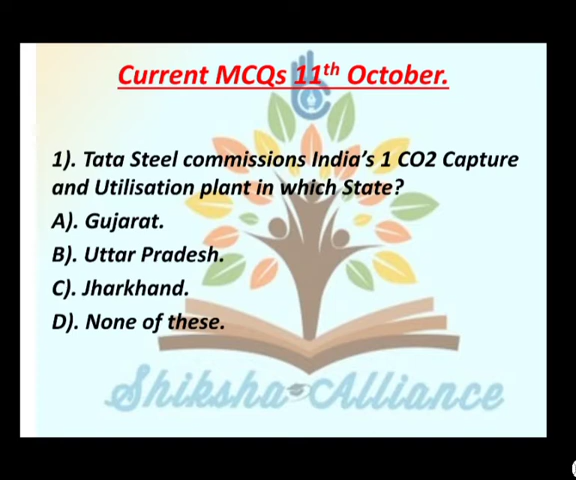 Current MCQs 11th October.
1). Tata Steel commissions India's 1 CO2 Capture
and Utilisation plant in which State?
A). Gujarat.
B). Uttar Pradesh.
C). Jharkhand.
D). None of these.
Shiksha Alliance